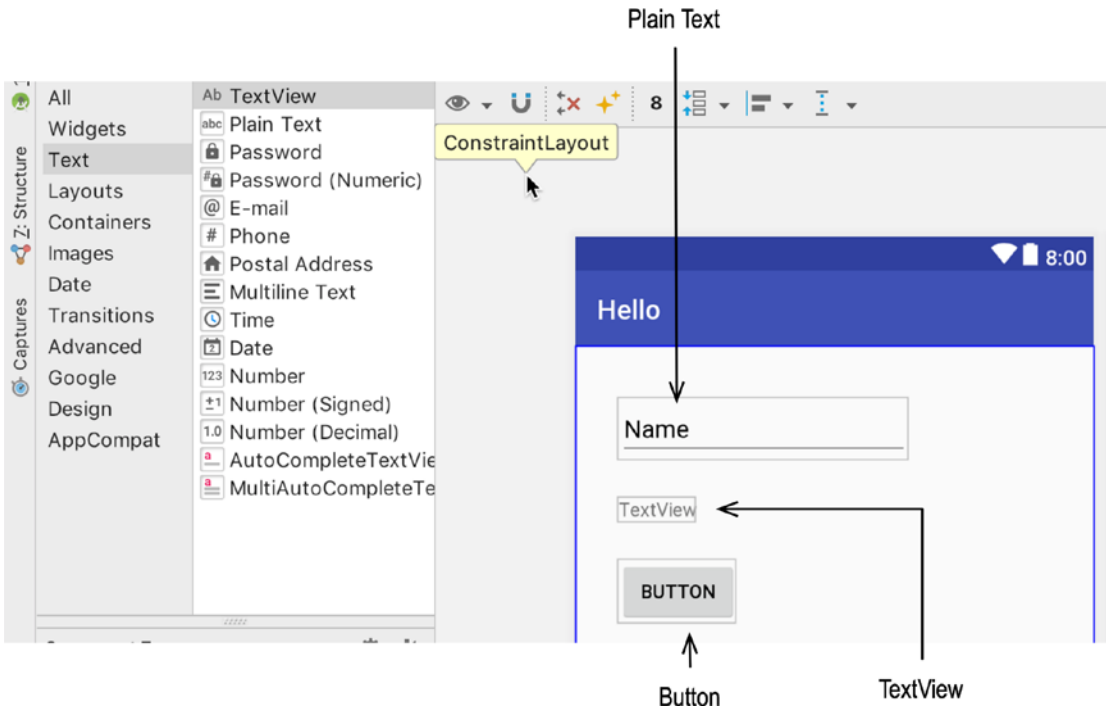 Plain Text
Z: Structure
Captures
All
Widgets
Text
Layouts
Containers
Images
Date
Transitions
Advanced
Google
Design
AppCompat
Ab TextView
abc Plain Text
Password
# Password (Numeric)
@ E-mail
# Phone
Postal Address
Multiline Text
Time
2 Date
123 Number
±1 Number (Signed)
1.0 Number (Decimal)
a AutoCompleteTextVie
a MultiAutoCompleteTe
8
ConstraintLayout
8:00
Hello
Name
TextView
BUTTON
Button
TextView